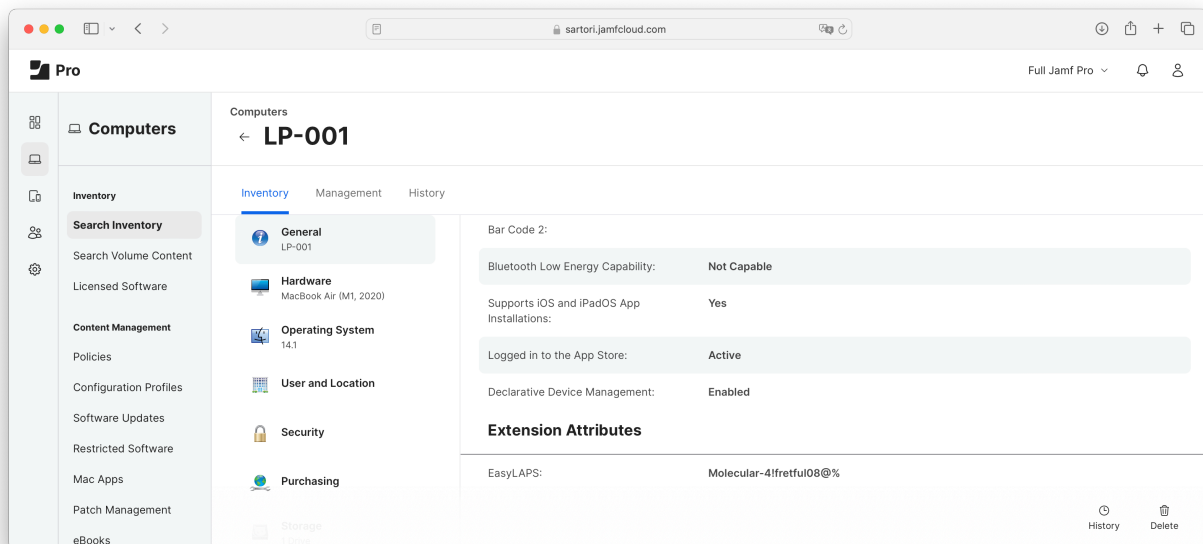 sartori.jamfcloud.com
Pro
Full Jamf Pro
Computers
Computers
LP-001
Inventory
Management
History
Inventory
Search Inventory
Search Volume Content
Licensed Software
Content Management
Policies
Configuration Profiles
Software Updates
Restricted Software
Mac Apps
Patch Management
eBooks
General
LP-001
Hardware
MacBook Air (M1, 2020)
Operating System
14.1
User and Location
Security
Purchasing
Storage
Bar Code 2:
Bluetooth Low Energy Capability:
Not Capable
Supports iOS and iPadOS App
Installations:
Yes
Logged in to the App Store:
Active
Declarative Device Management:
Enabled
Extension Attributes
EasyLAPS:
Molecular-4!fretful08@%
History
Delete